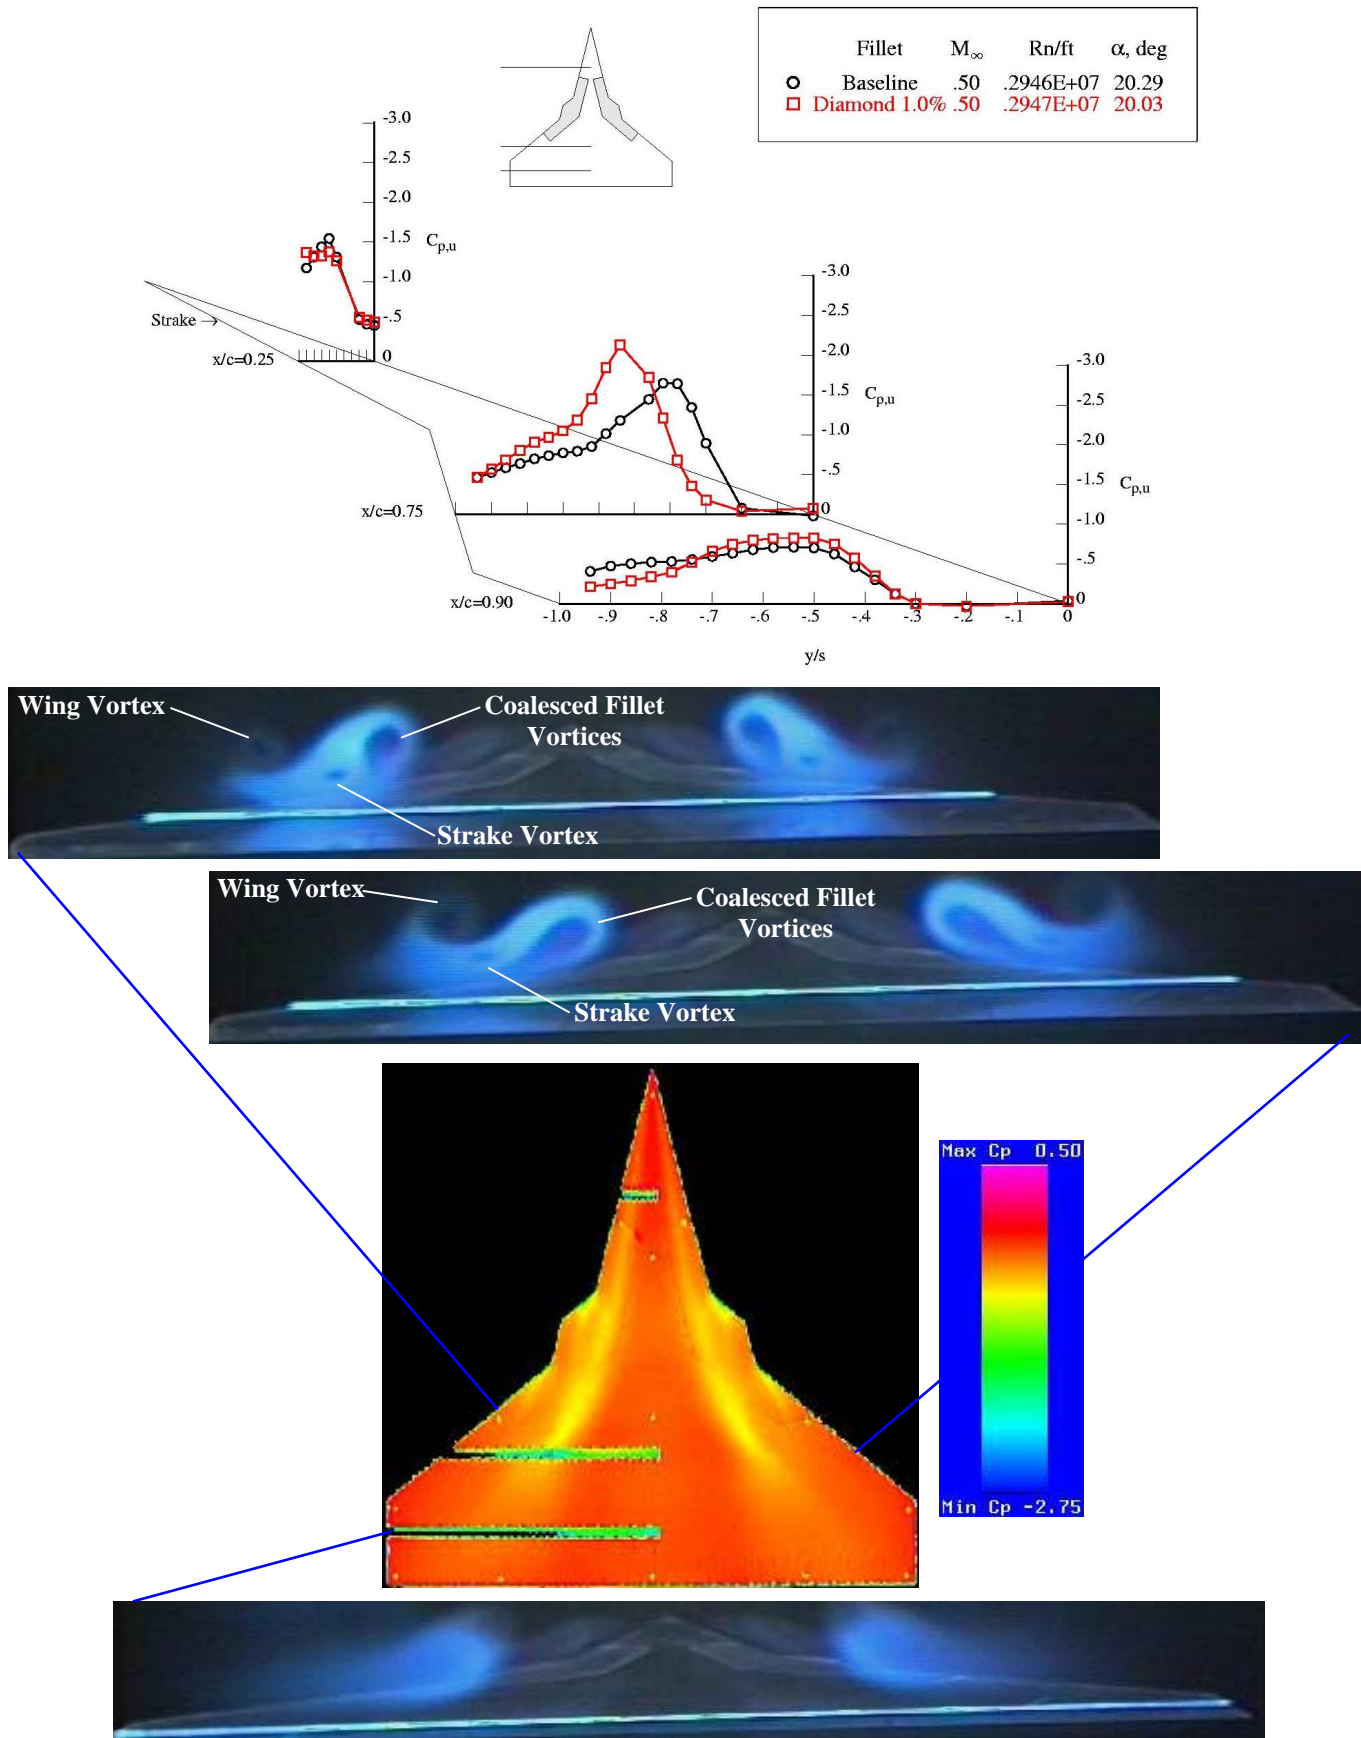 Fillet M∞ Rn/ft α, deg
Baseline .50 .2946E+07 20.29
Diamond 1.0% .50 .2947E+07 20.03
-3.0
-2.5
-2.0
-1.5
Cp,u
-1.0
-.5
0
Strake →
x/c=0.25
-3.0
-2.5
-2.0
-1.5
Cp,u
-1.0
-.5
0
x/c=0.75
-3.0
-2.5
-2.0
-1.5
Cp,u
-1.0
-.5
0
x/c=0.90
-1.0 -.9 -.8 -.7 -.6 -.5 -.4 -.3 -.2 -.1 0
y/s
Wing Vortex
Coalesced Fillet
Vortices
Strake Vortex
Wing Vortex
Coalesced Fillet
Vortices
Strake Vortex
Max Cp 0.50
Min Cp -2.75